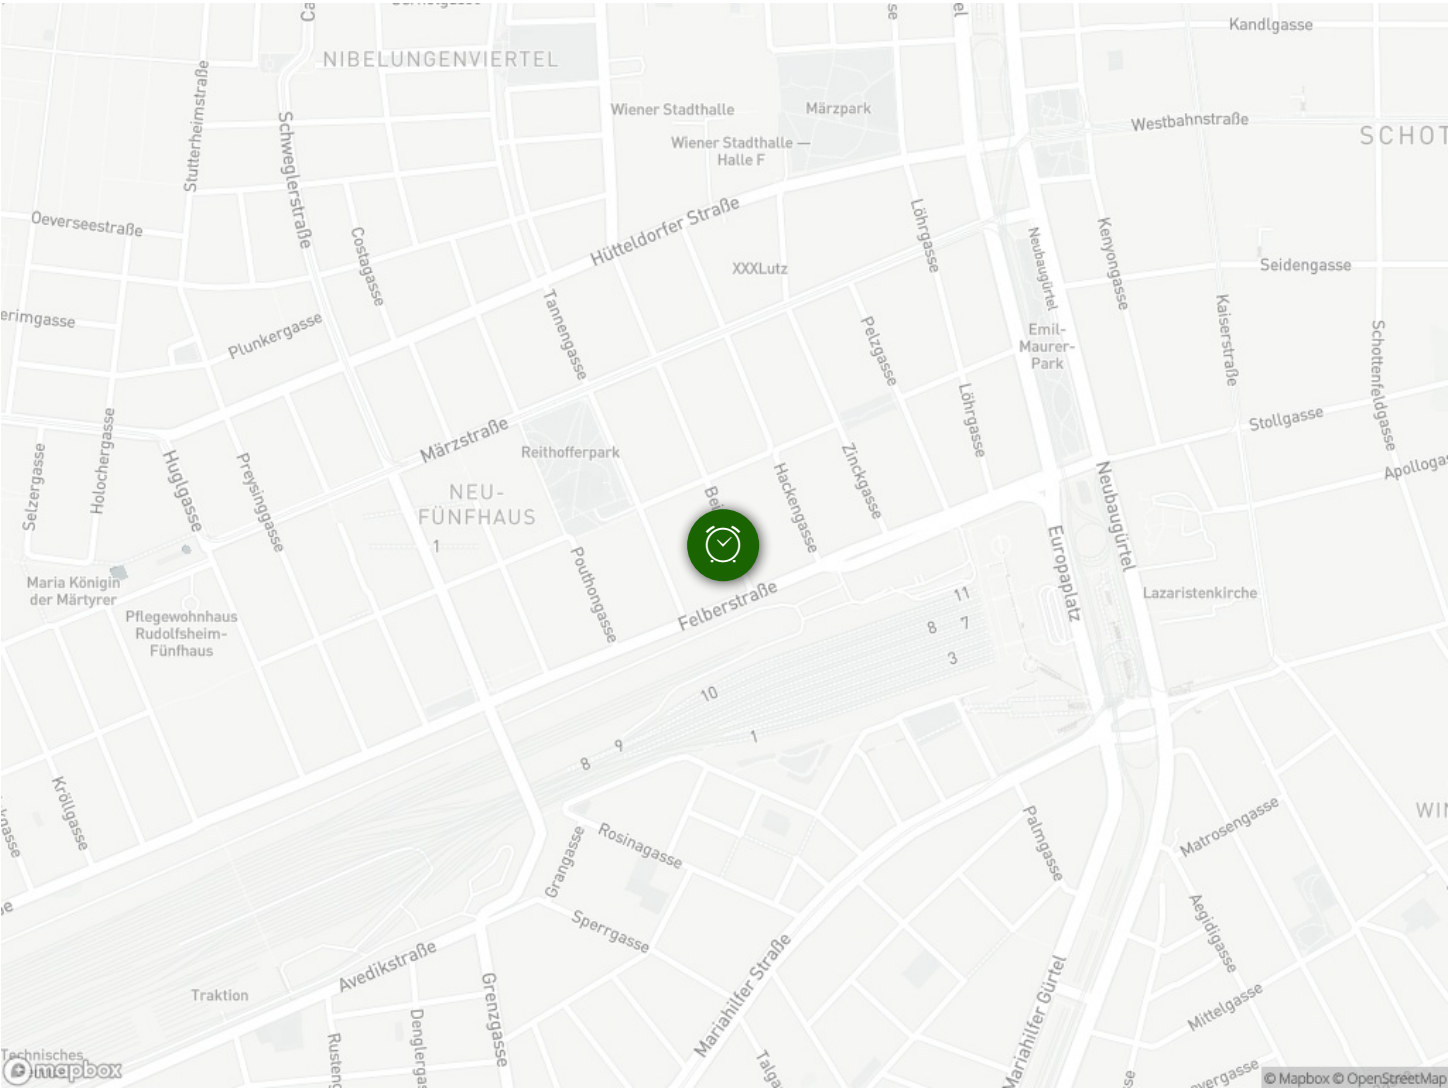 Kandlgasse
NIBELUNGENVIERTEL
Stutterheimstraße
Schweglerstraße
Wiener Stadthalle
Märzpark
Westbahnstraße
Wiener Stadthalle —
Halle F
SCHOT
Oeverseestraße
Costagasse
Hütteldorfer Straße
Löhrgasse
Neubaugürtel
Kenyongasse
XXXLutz
Seidengasse
Tannengasse
Plunkergasse
Pelzgasse
Emil-
Maurer-
Park
Kaiserstraße
Schottenfeldgasse
Löhrgasse
Stollgasse
Holochergasse
Selzergasse
Huglgasse
Preysinggasse
Märzstraße
Reithofferpark
Hackengasse
Zinckgasse
Neubaugürtel
NEU-
FÜNFHAUS
1
Maria Königin
der Märtyrer
Pouthongasse
Europaplatz
Lazaristenkirche
Felberstraße
11
8
7
3
Pflegewohnhaus
Rudolfsheim-
Fünfhaus
10
9
8
1
Kröllgasse
Palmgasse
Matrosengasse
Rosinagasse
Grangasse
Sperrgasse
Aegidigasse
Avedikstraße
Traktion
Grenzgasse
Mariahilfer Straße
Mariahilfer Gürtel
Mittelgasse
Denglergas
Rusteng
Talga
Technisches
mapbox
© Mapbox © OpenStreetMap